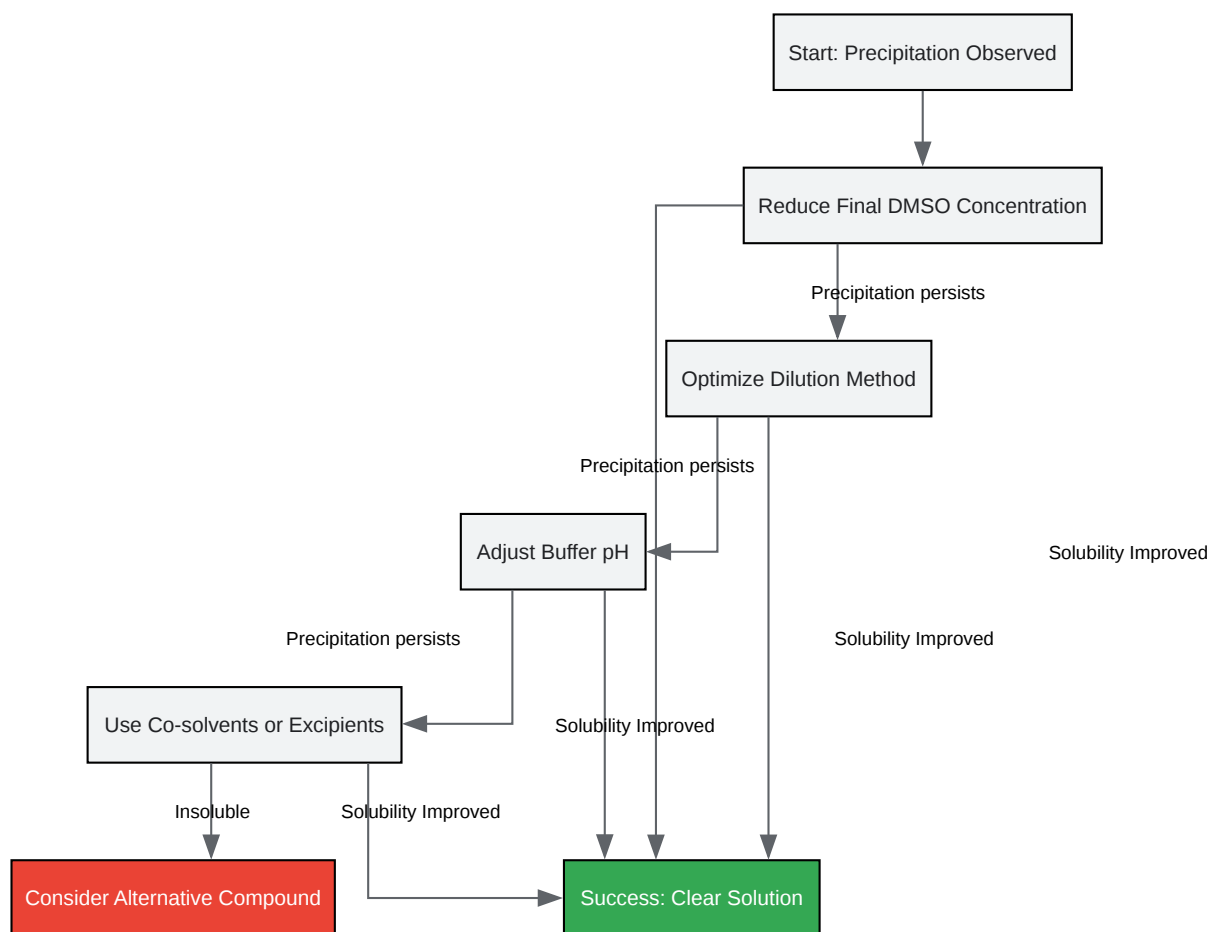 Start: Precipitation Observed
Reduce Final DMSO Concentration
Precipitation persists
Optimize Dilution Method
Precipitation persists
Adjust Buffer pH
Solubility Improved
Precipitation persists
Solubility Improved
Use Co-solvents or Excipients
Solubility Improved
Insoluble
Solubility Improved
Consider Alternative Compound
Success: Clear Solution